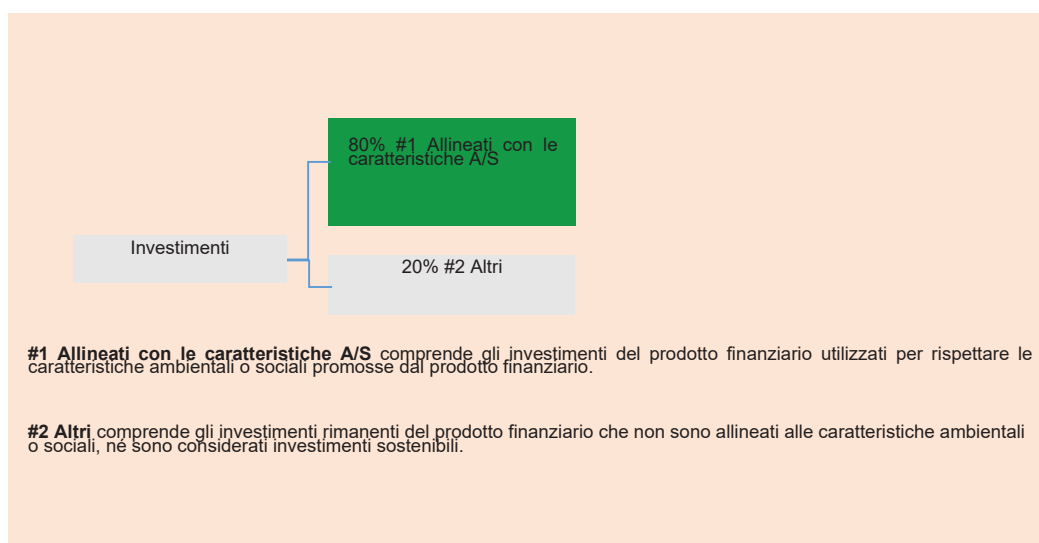 80% #1 Allineati con le
caratteristiche A/S
Investimenti
20% #2 Altri
#1 Allineati con le caratteristiche A/S comprende gli investimenti del prodotto finanziario utilizzati per rispettare le
caratteristiche ambientali o sociali promosse dal prodotto finanziario.
#2 Altri comprende gli investimenti rimanenti del prodotto finanziario che non sono allineati alle caratteristiche ambientali
o sociali, né sono considerati investimenti sostenibili.